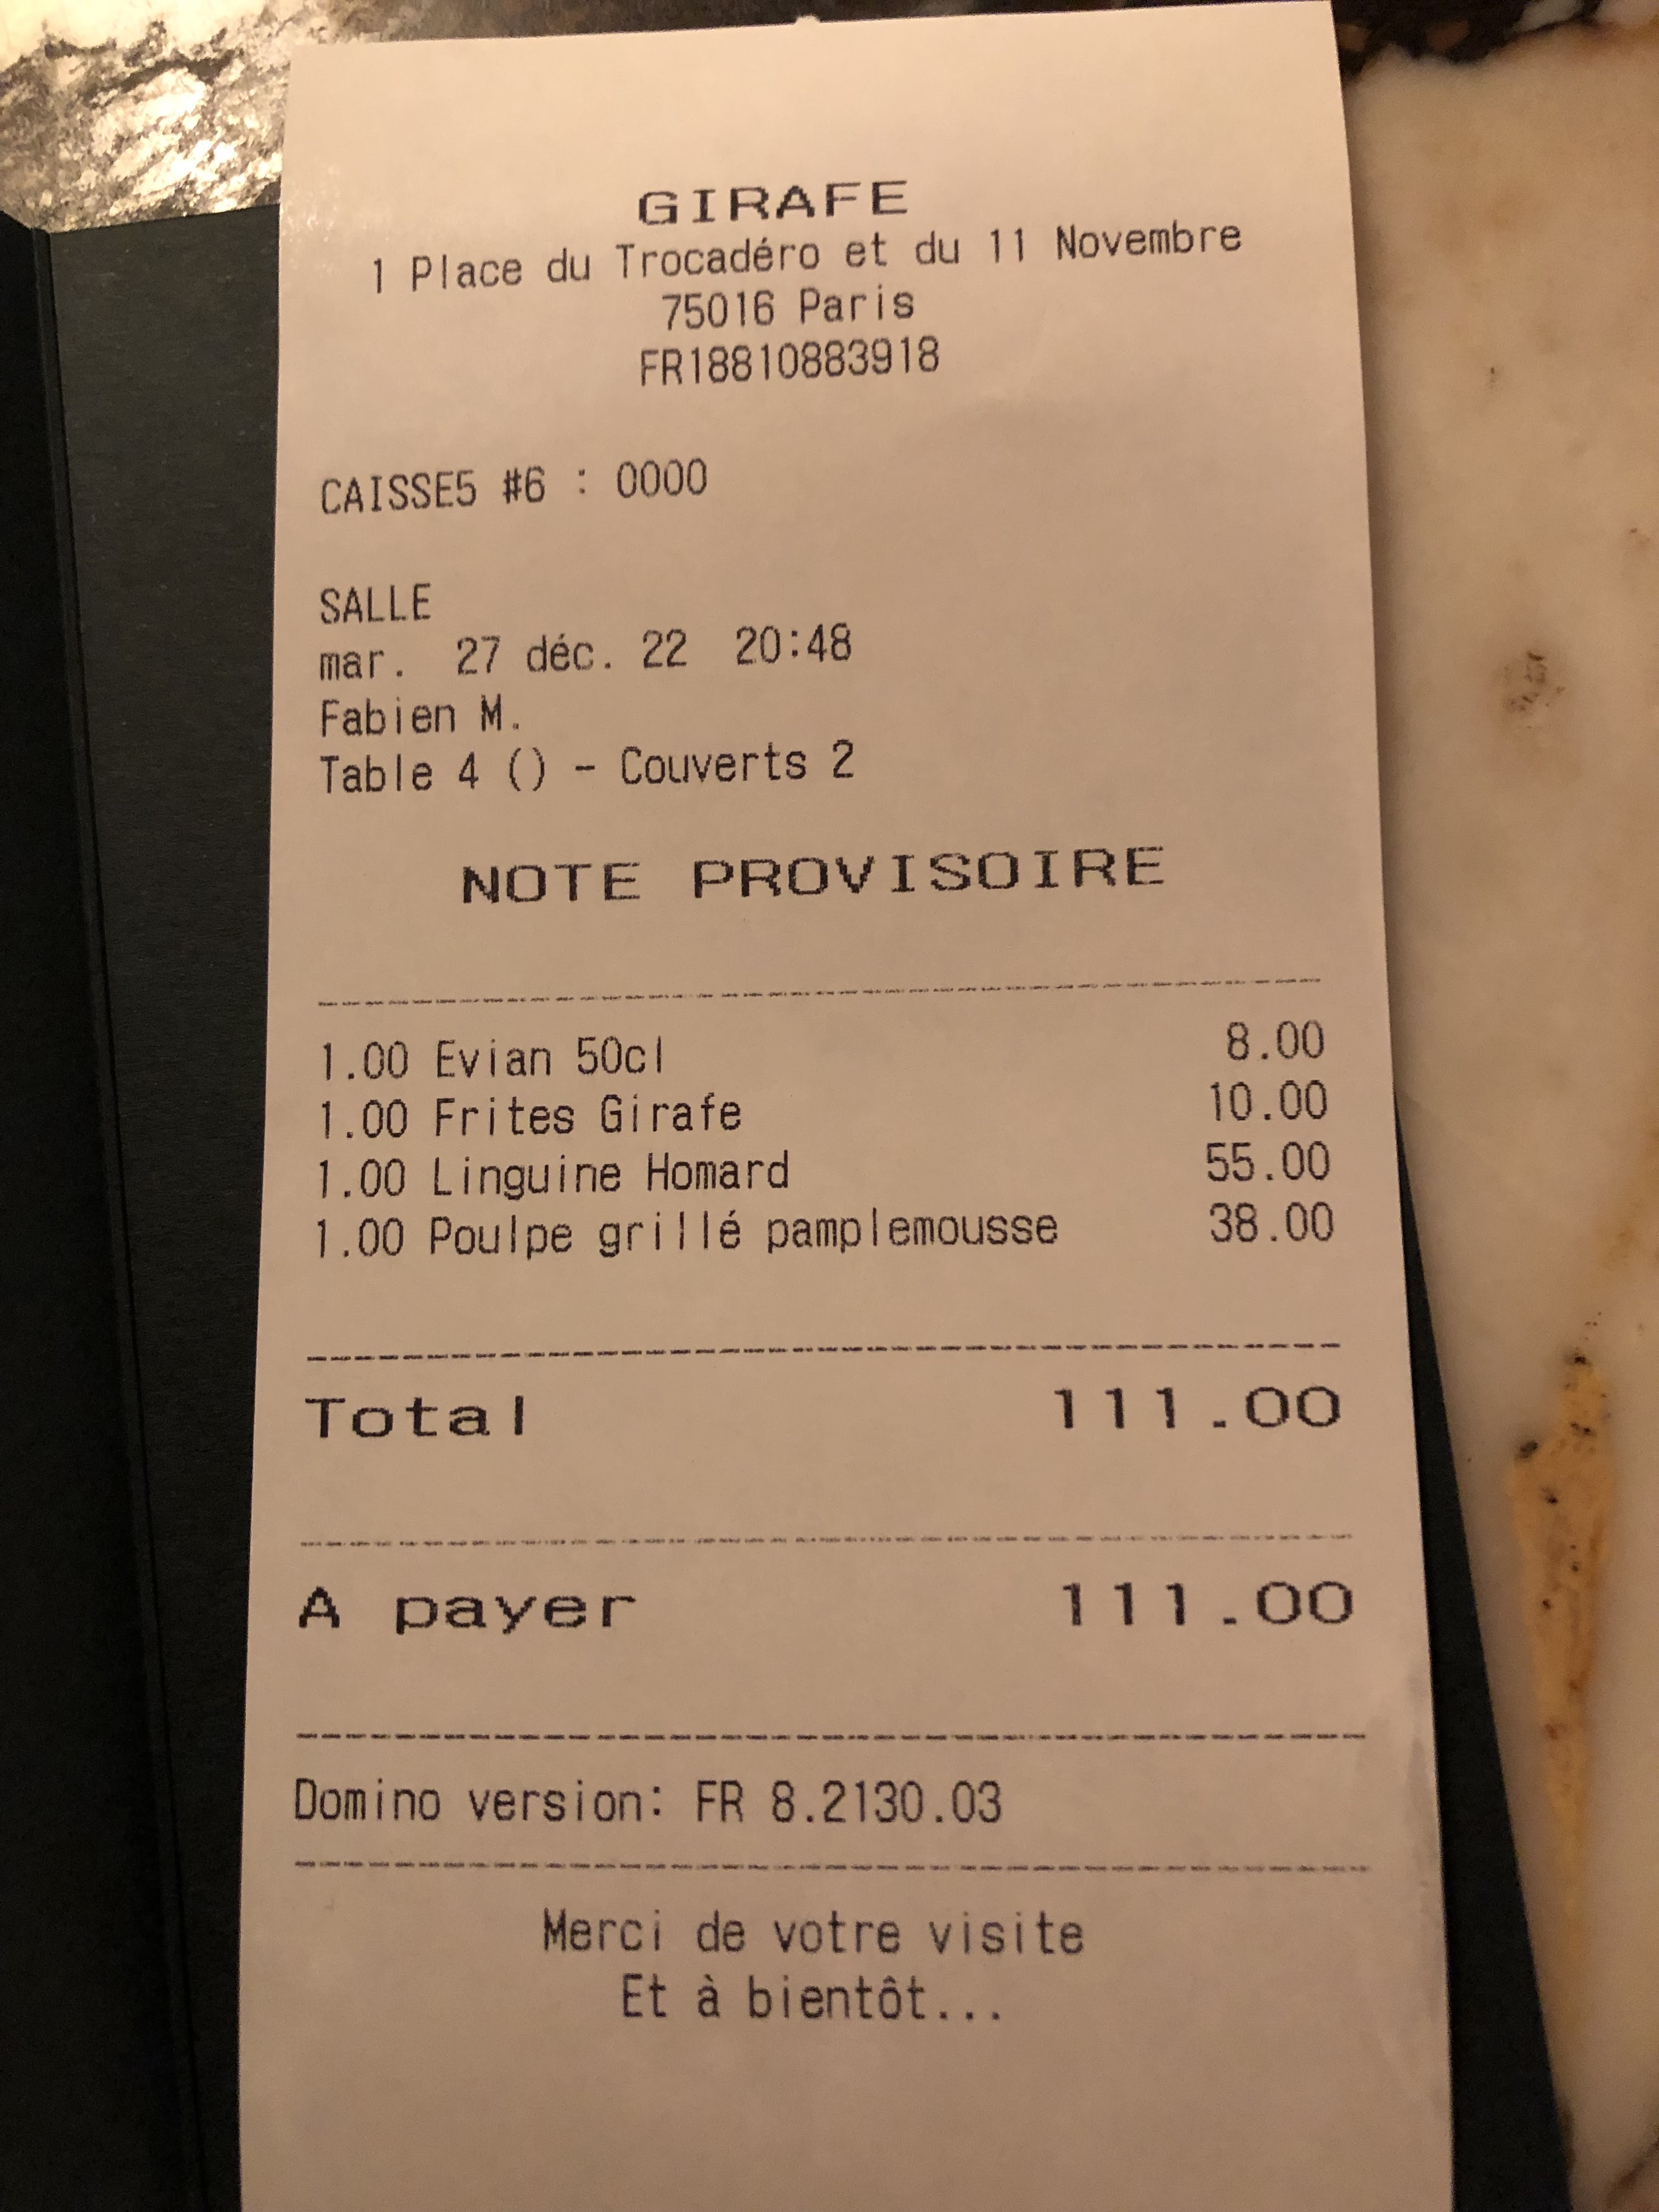 GIRAFE
1 Place du Trocadéro et du 11 Novembre
75016 Paris
FR18810883918
CAISSE5 #6 : 0000
SALLE
mar. 27 déc. 22 20:48
Fabien M.
Table 4 () - Couverts 2
NOTE PROVISOIRE
1.00 Evian 50cl 8.00
1.00 Frites Girafe 10.00
1.00 Linguine Homard 55.00
1.00 Poulpe grillé pamplemousse 38.00
Total 111.00
A payer 111.00
Domino version: FR 8.2130.03
Merci de votre visite
Et à bientôt...